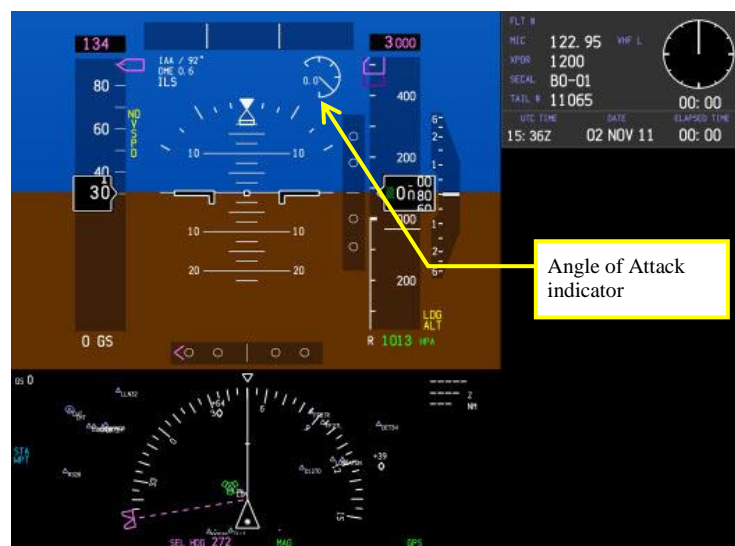 134
3000
IAA / 92°
DME 0.6
ILS
0.0
80
60
40
30
NO
V
S
P
D
400
200
200
6
2
1
1
2
6
10 10
10 10
20 20
LDG
ALT
0 GS
R 1013 HPA
FLT #
MIC 122.95 VHF L
XPDR 1200
SECAL BO-01
TAIL # 11065
00:00
UTC TIME DATE ELAPSED TIME
15:36Z 02 NOV 11 00:00
Angle of Attack
indicator
GS 0
-----
---- Z
--- NM
STA
WPT
+64
+39
SEL HDG 272 MAG GPS